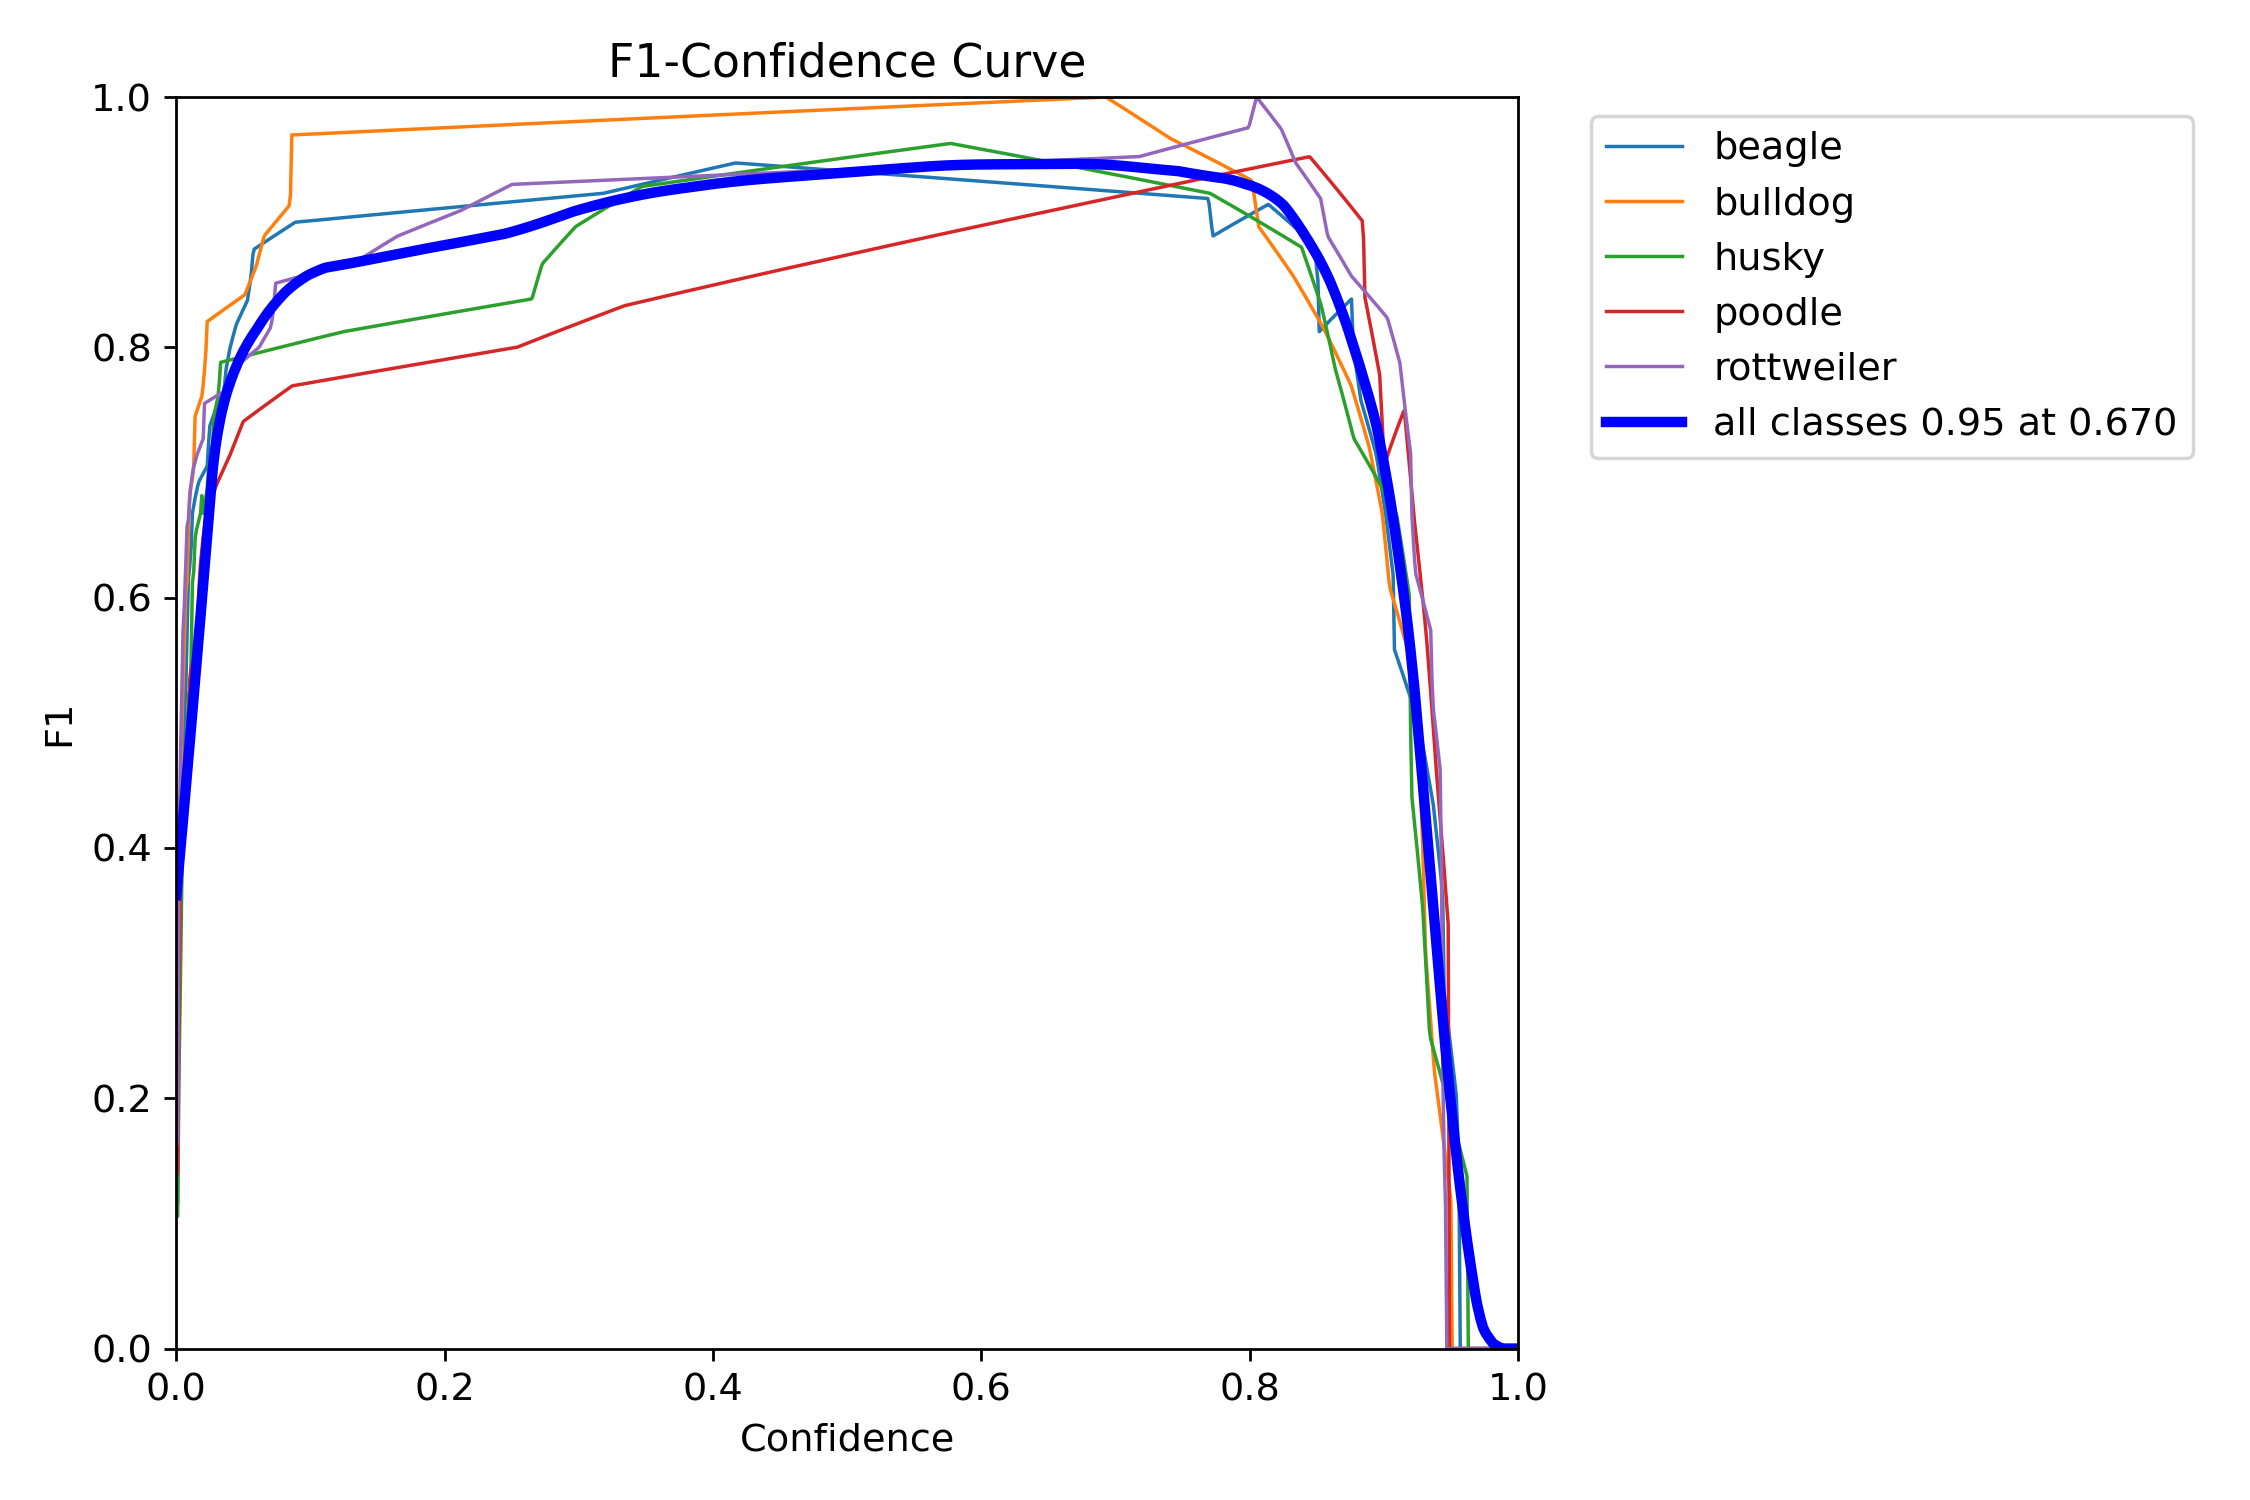 F1-Confidence Curve
1.0
0.8
0.6
0.4
0.2
0.0
F1
0.0 0.2 0.4 0.6 0.8 1.0
Confidence
beagle
bulldog
husky
poodle
rottweiler
all classes 0.95 at 0.670